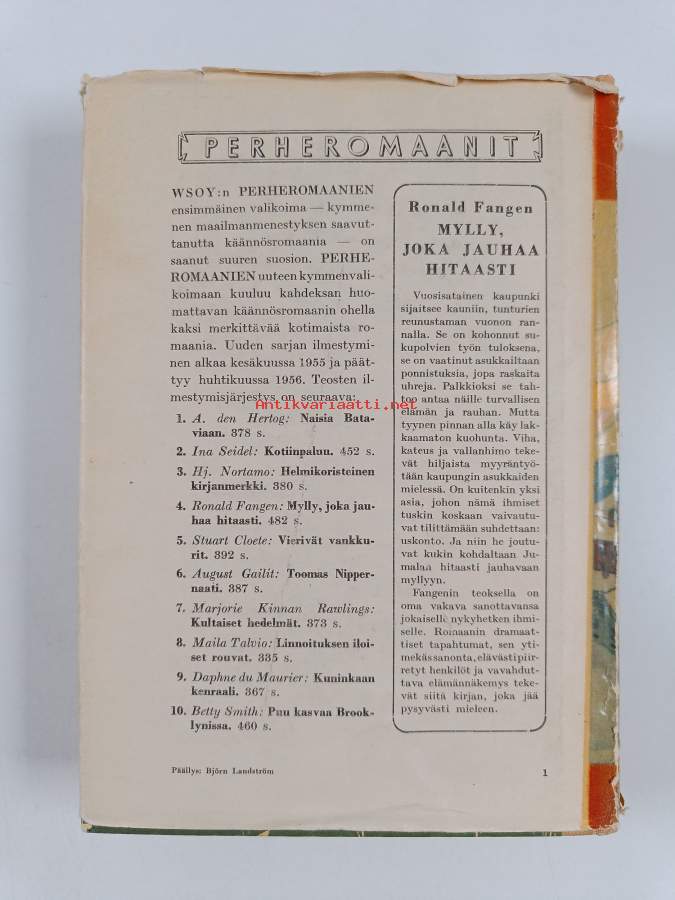 PERHEROMAANIT
WSOY:n PERHEROMAANIEN
ensimmäinen valikoima — kymme-
nen maailmanmenestyksen saavut-
tanutta käännösromaania — on
saanut suuren suosion. PERHE-
ROMAANIEN uuteen kymmenvali-
koimaan kuuluu kahdeksan huo-
mattavan käännösromaanin ohella
kaksi merkittävää kotimaista ro-
maania. Uuden sarjan ilmestymi-
nen alkaa kesäkuussa 1955 ja päät-
tyy huhtikuussa 1956. Teosten il-
mestymisjärjestys on seuraava:
1. A. den Hertog: Naisia Bata-
viaan. 378 s.
2. Ina Seidel: Kotiinpaluu. 452 s.
3. Hj. Nortamo: Helmikoristeinen
kirjanmerkki. 380 s.
4. Ronald Fangen: Mylly, joka jau-
haa hitaasti. 482 s.
5. Stuart Cloete: Vierivät vankku-
rit. 392 s.
6. August Gailit: Toomas Nipper-
naati. 387 s.
7. Marjorie Kinnan Rawlings:
Kultaiset hedelmät. 373 s.
8. Maila Talvio: Linnoituksen iloi-
set rouvat. 335 s.
9. Daphne du Maurier: Kuninkaan
kenraali. 367 s.
10. Betty Smith: Puu kasvaa Brook-
lynissa. 460 s.
Ronald Fangen
MYLLY,
JOKA JAUHAA
HITAASTI
Vuosisatainen kaupunki
sijaitsee kauniin, tunturien
reunustaman vuonon ran-
nalla. Se on kohonnut su-
kupolvien työn tuloksena,
se on vaatinut asukkailtaan
ponnistuksia, jopa raskaita
uhreja. Palkkioksi se tah-
too antaa näille turvallisen
elämän ja rauhan. Mutta
tyynen pinnan alla käy lak-
kaamaton kuohunta. Viha,
kateus ja vallanhimo teke-
vät hiljaista myyräntyö-
tään kaupungin asukkaiden
mielessä. On kuitenkin yksi
asia, johon nämä ihmiset
tuskin koskaan vaivautu-
vat tilittämään suhdettaan:
uskonto. Ja niin he joutu-
vat kukin kohdaltaan Ju-
malan hitaasti jauhavaan
myllyyn.
Fangenin teoksella on
oma vakava sanottavansa
jokaiselle nykyhetken ihmi-
selle. Romaanin dramaat-
tiset tapahtumat, sen yti-
mekäs sanonta, elävästi piir-
retyt henkilöt ja vavahdut-
tava elämännäkemys teke-
vät siitä kirjan, joka jää
pysyvästi mieleen.
Päällys: Björn Landström
1
Antikvariaatti.net